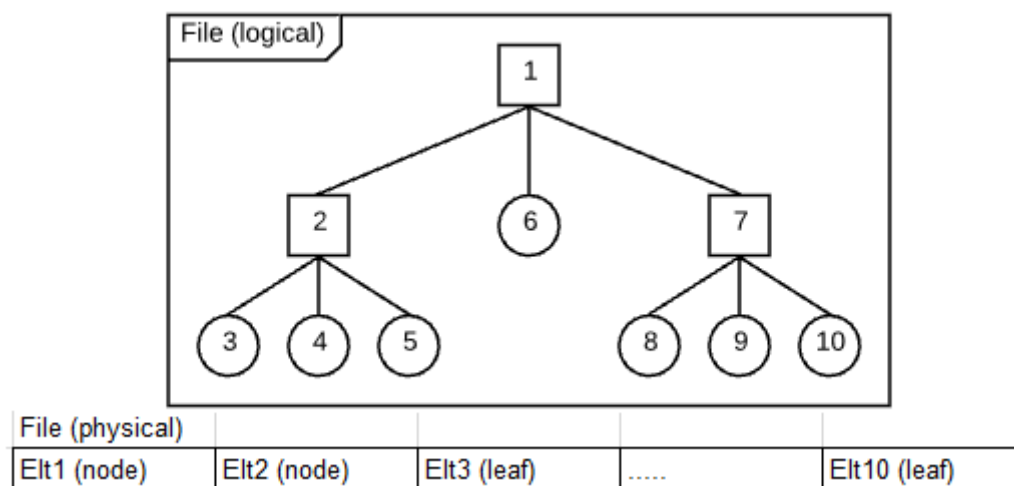 File (logical)
1
2 6 7
3 4 5 8 9 10
File (physical)
Elt1 (node) Elt2 (node) Elt3 (leaf) ..... Elt10 (leaf)